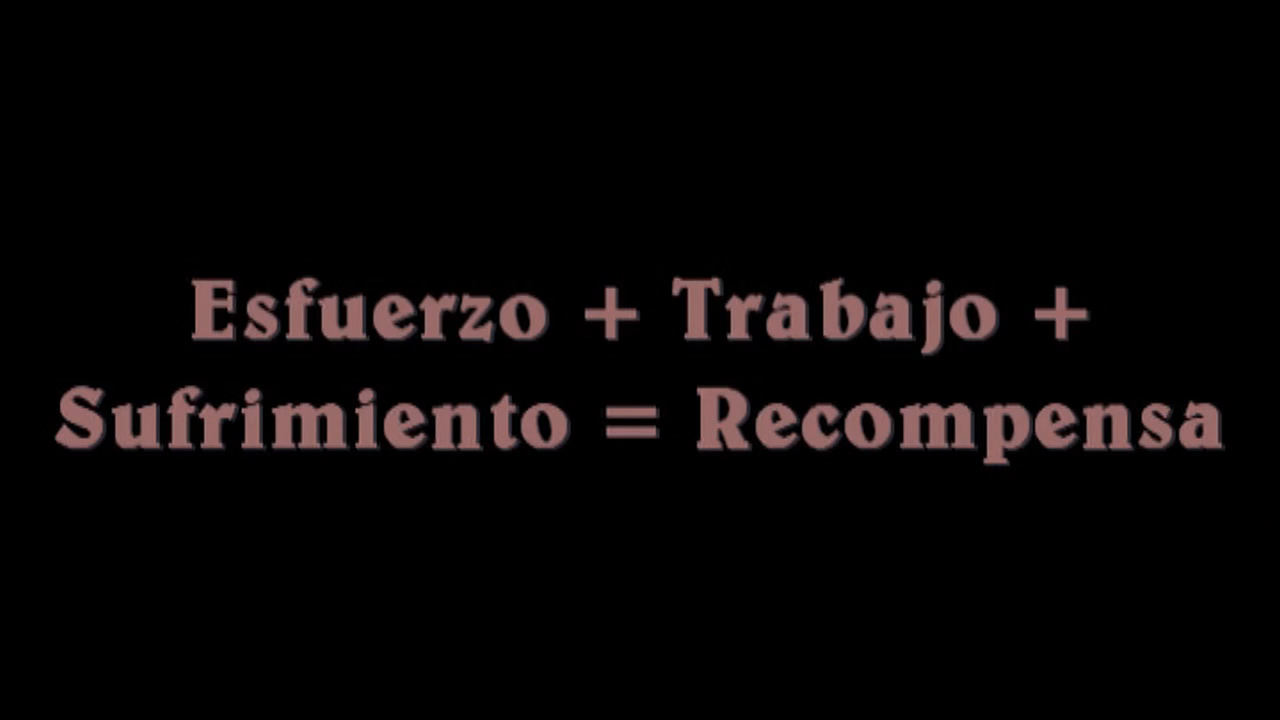 Esfuerzo + Trabajo +
Sufrimiento = Recompensa